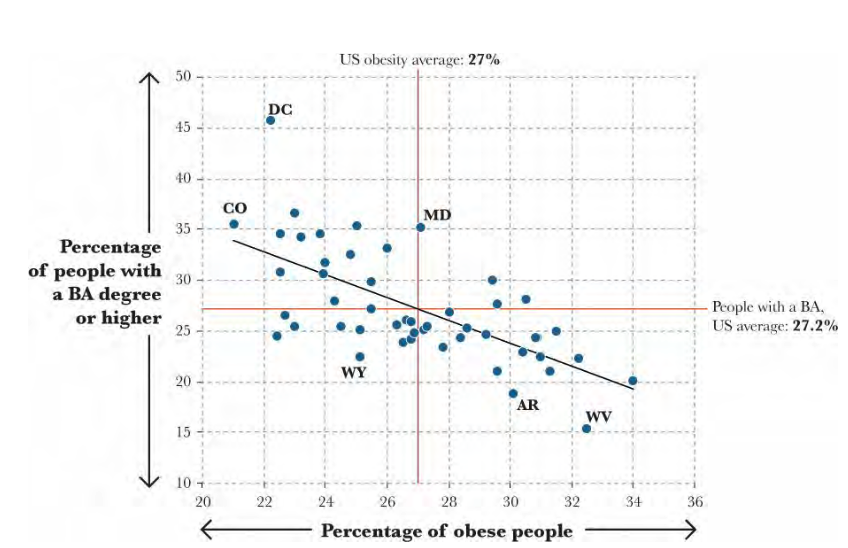 US obesity average: 27%
50
45
40
35
30
25
20
15
10
DC
CO
MD
WY
AR
WV
Percentage
of people with
a BA degree
or higher
People with a BA,
US average: 27.2%
20 22 24 26 28 30 32 34 36
Percentage of obese people